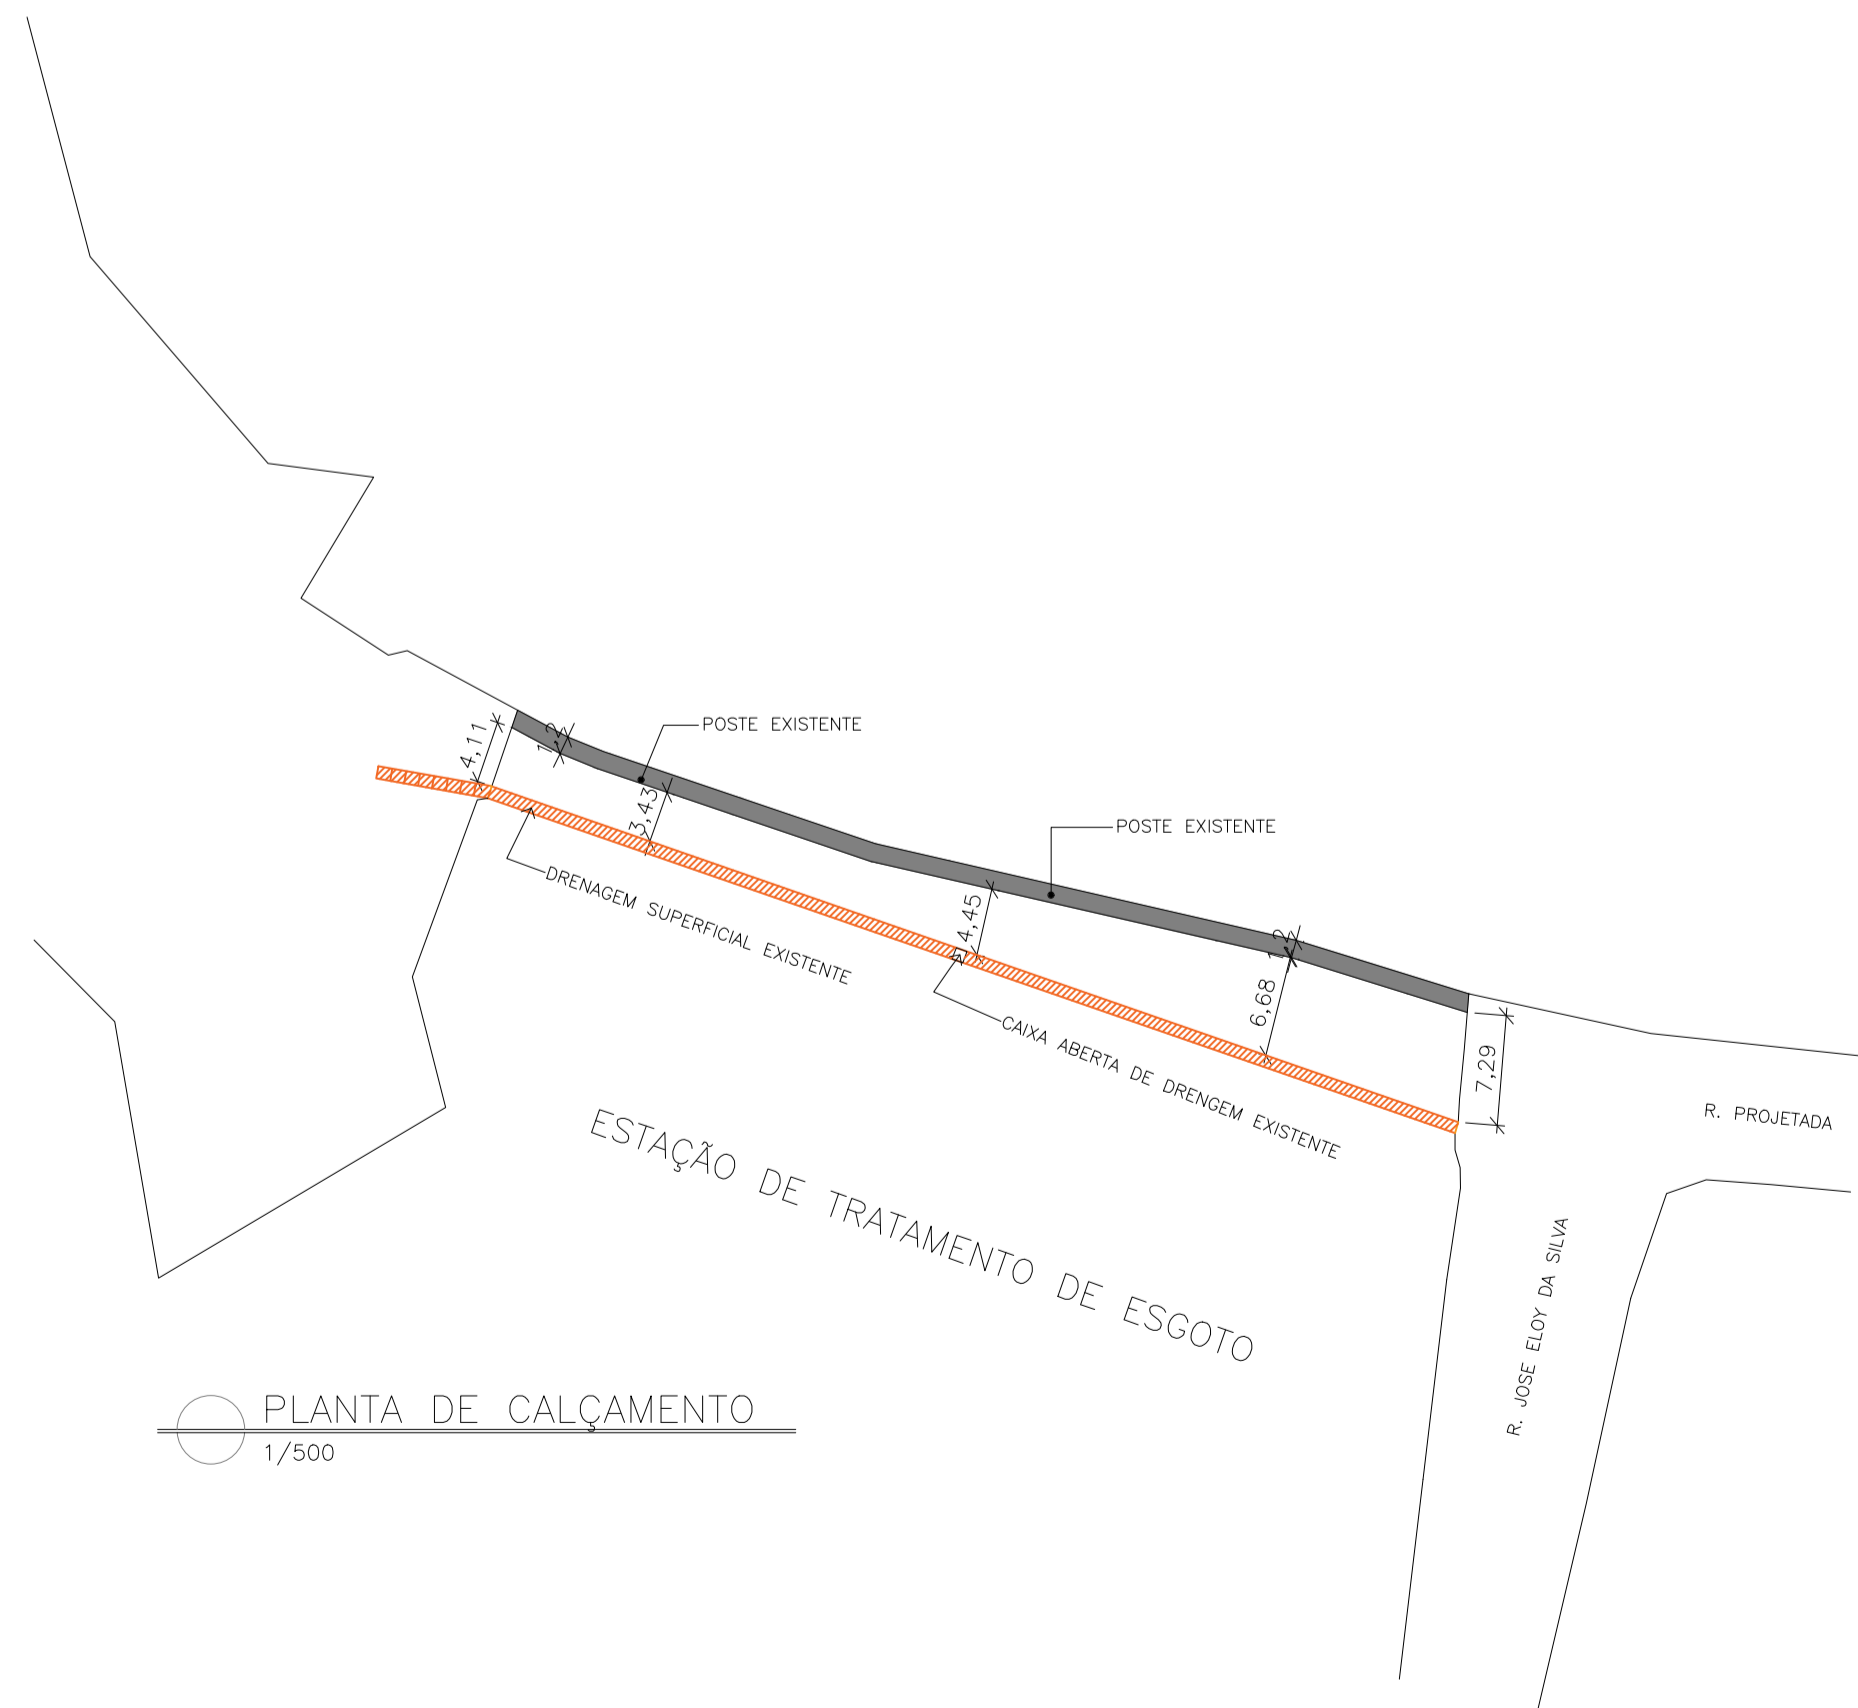 4,11
1,2
POSTE EXISTENTE
3,43
POSTE EXISTENTE
DRENAGEM SUPERFICIAL EXISTENTE
4,45
1,2
6,68
CAIXA ABERTA DE DRENGEM EXISTENTE
7,29
R. PROJETADA
ESTAÇÃO DE TRATAMENTO DE ESGOTO
R. JOSE ELOY DA SILVA
PLANTA DE CALÇAMENTO
1/500